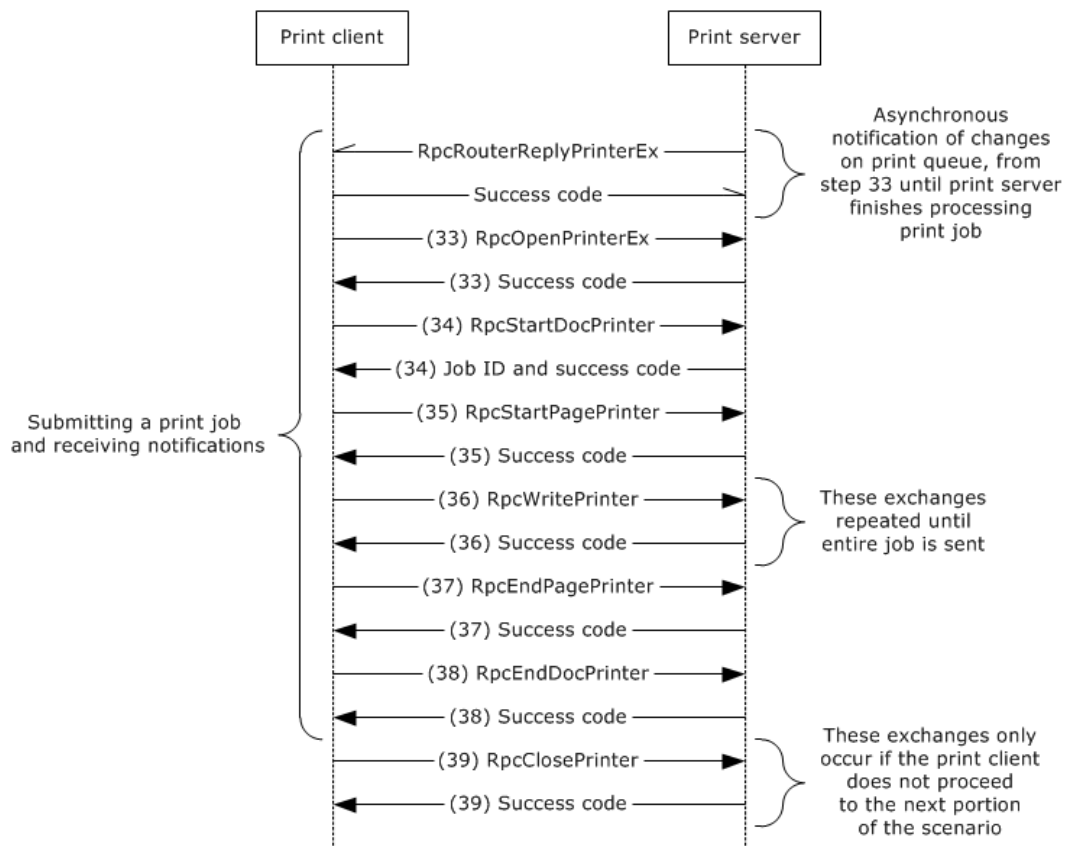 Print client
Print server
Asynchronous
notification of changes
on print queue, from
step 33 until print server
finishes processing
print job
RpcRouterReplyPrinterEx
Success code
(33) RpcOpenPrinterEx
(33) Success code
(34) RpcStartDocPrinter
(34) Job ID and success code
(35) RpcStartPagePrinter
Submitting a print job
and receiving notifications
(35) Success code
(36) RpcWritePrinter
(36) Success code
These exchanges
repeated until
entire job is sent
(37) RpcEndPagePrinter
(37) Success code
(38) RpcEndDocPrinter
(38) Success code
(39) RpcClosePrinter
(39) Success code
These exchanges only
occur if the print client
does not proceed
to the next portion
of the scenario